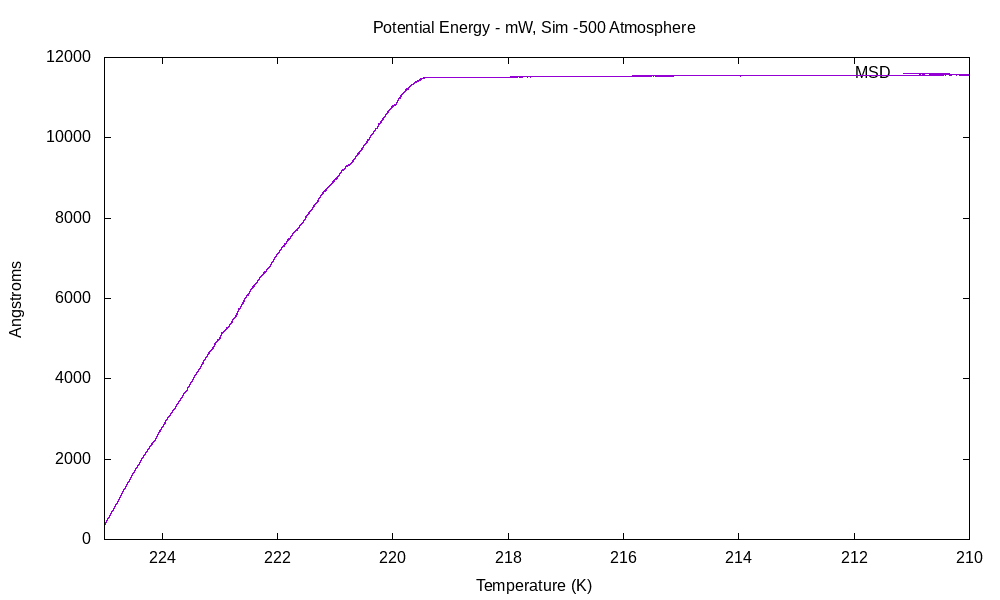 Potential Energy - mW, Sim -500 Atmosphere
12000
10000
8000
6000
4000
2000
0
Angstroms
MSD
224 222 220 218 216 214 212 210
Temperature (K)